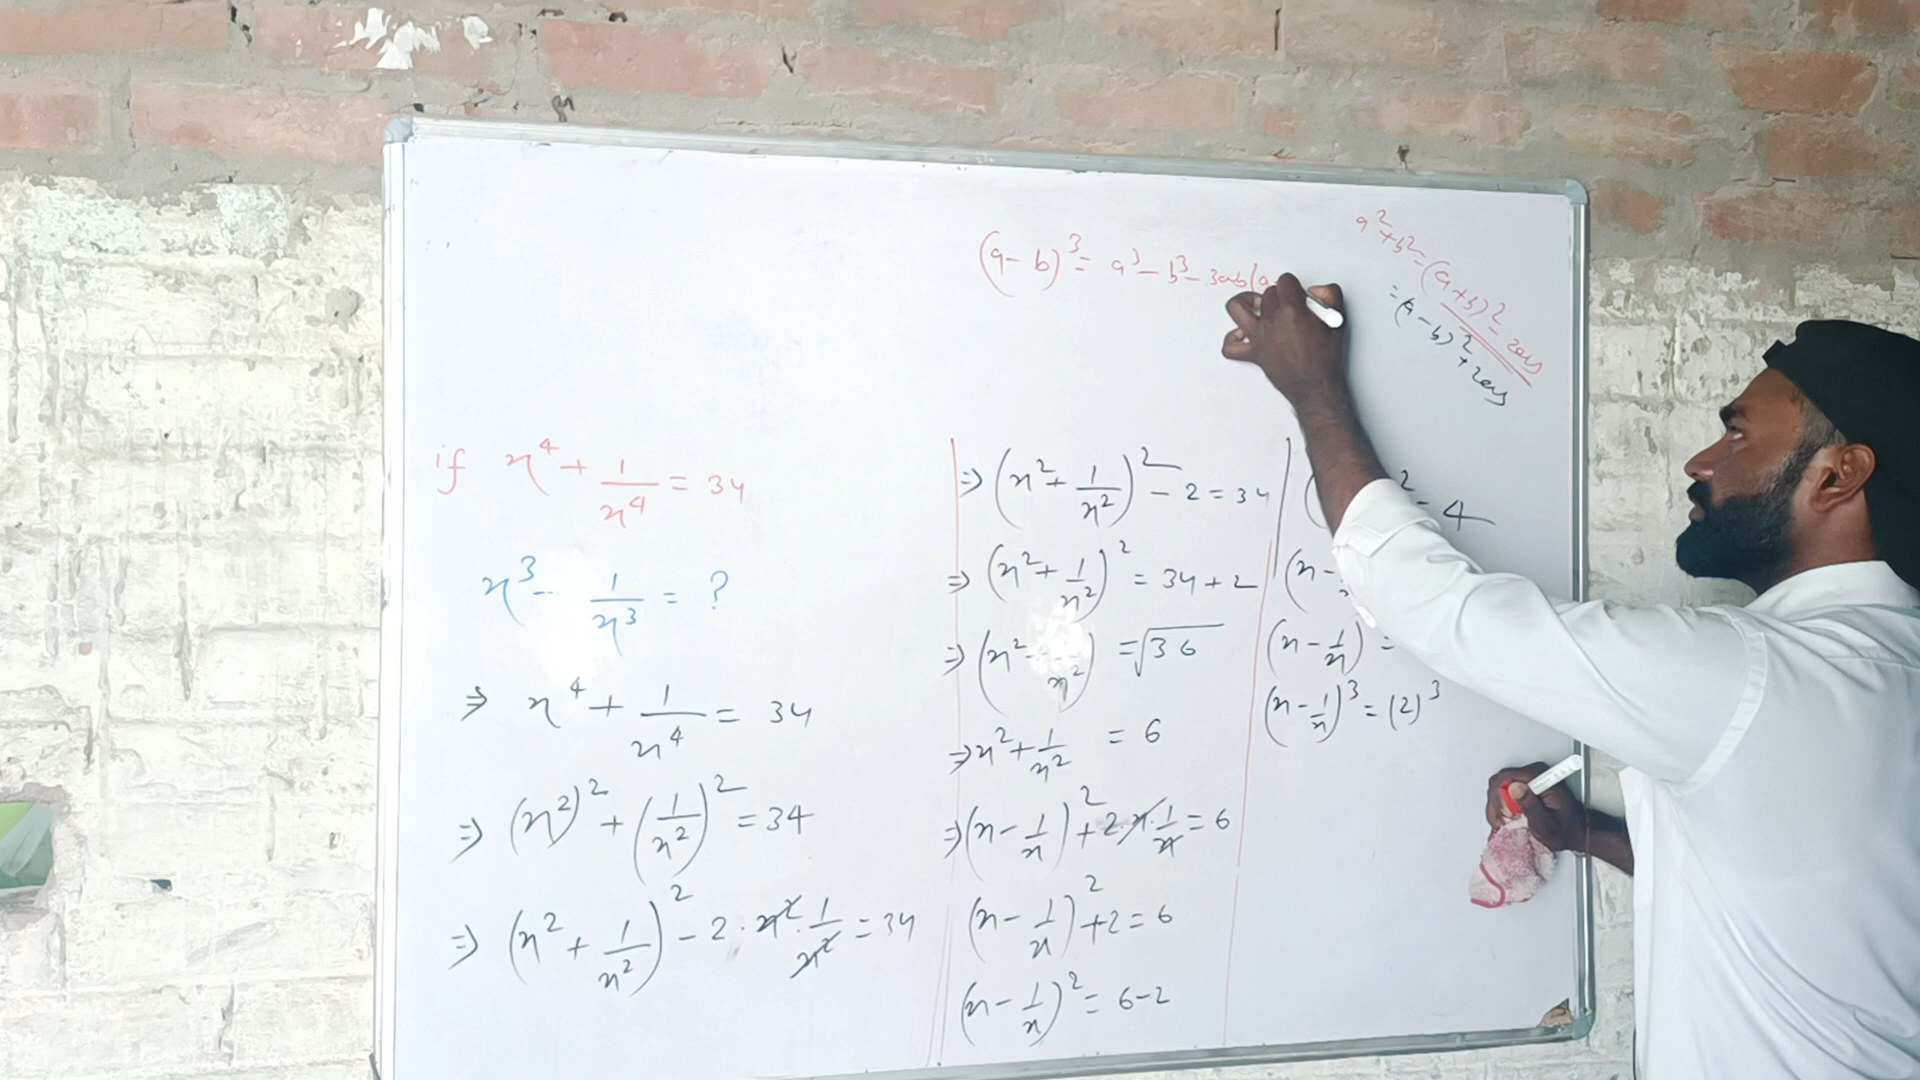 (a - b)³ = a³ - b³ - 3ab(a
a² + b² = (a + b)² - 2ab
= (a - b)² + 2ab
if x⁴ + 1/x⁴ = 34
x³ - 1/x³ = ?
⇒ x⁴ + 1/x⁴ = 34
⇒ (x²)² + (1/x²)² = 34
⇒ (x² + 1/x²)² - 2 · x² · 1/x² = 34
⇒ (x² + 1/x²)² - 2 = 34
⇒ (x² + 1/x²)² = 34 + 2
⇒ (x² 1/x²) = √36
⇒ x² + 1/x² = 6
⇒ (x - 1/x)² + 2 · x · 1/x = 6
(x - 1/x)² + 2 = 6
(x - 1/x)² = 6 - 2
( ² - 4
(x -
(x - 1/x) =
(x - 1/x)³ = (2)³